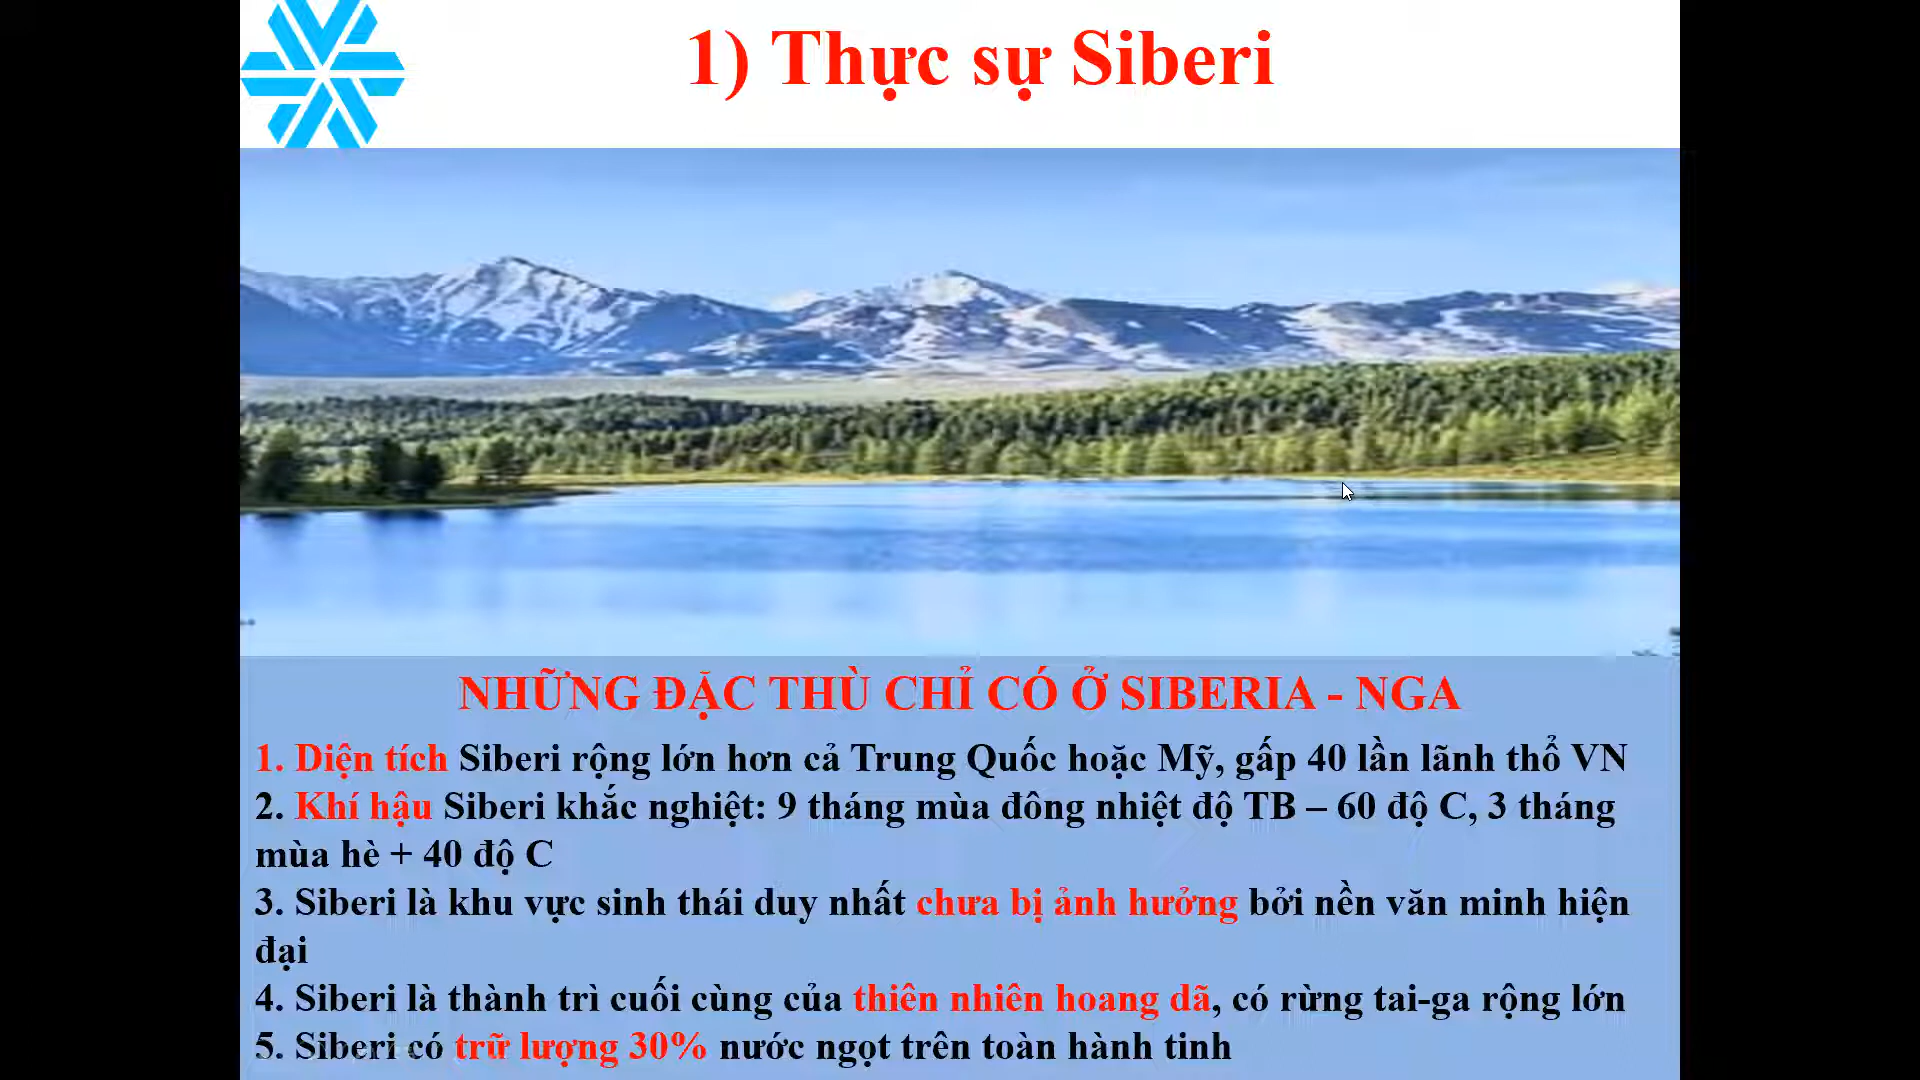 1) Thực sự Siberi
NHỮNG ĐẶC THÙ CHỈ CÓ Ở SIBERIA - NGA
1. Diện tích Siberi rộng lớn hơn cả Trung Quốc hoặc Mỹ, gấp 40 lần lãnh thổ VN
2. Khí hậu Siberi khắc nghiệt: 9 tháng mùa đông nhiệt độ TB – 60 độ C, 3 tháng
mùa hè + 40 độ C
3. Siberi là khu vực sinh thái duy nhất chưa bị ảnh hưởng bởi nền văn minh hiện
đại
4. Siberi là thành trì cuối cùng của thiên nhiên hoang dã, có rừng tai-ga rộng lớn
5. Siberi có trữ lượng 30% nước ngọt trên toàn hành tinh